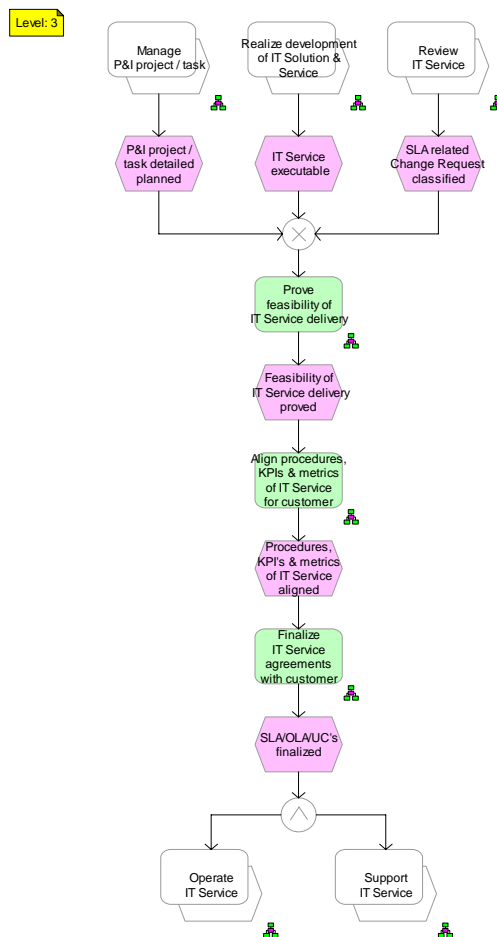 Level: 3
Manage
P&I project / task
Realize development
of IT Solution &
Service
Review
IT Service
P&I project /
task detailed
planned
IT Service
executable
SLA related
Change Request
classified
Prove
feasibility of
IT Service delivery
Feasibility of
IT Service delivery
proved
Align procedures,
KPIs & metrics
of IT Service
for customer
Procedures,
KPI's & metrics
of IT Service
aligned
Finalize
IT Service
agreements
with customer
SLA/OLA/UC's
finalized
Operate
IT Service
Support
IT Service